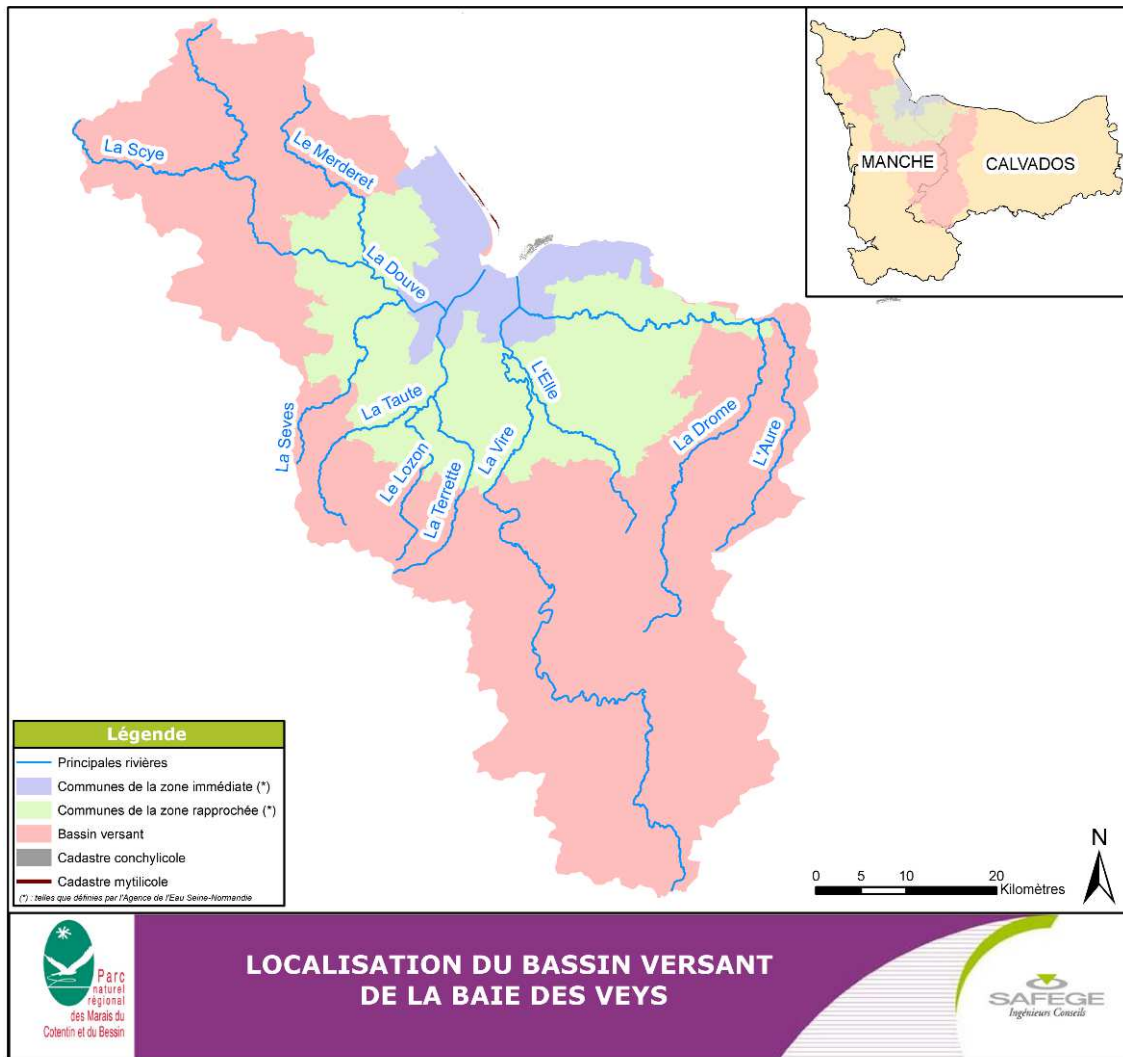 MANCHE
CALVADOS
La Scye
Le Merderet
La Douve
La Seves
La Taute
Le Lozon
La Terrette
La Vire
L'Elle
La Drome
L'Aure
Légende
Principales rivières
Communes de la zone immédiate (*)
Communes de la zone rapprochée (*)
Bassin versant
Cadastre conchylicole
Cadastre mytilicole
(*) : telles que définies par l'Agence de l'Eau Seine-Normandie
N
0 5 10 20
Kilomètres
Parc
naturel
régional
des Marais du
Cotentin et du Bessin
LOCALISATION DU BASSIN VERSANT
DE LA BAIE DES VEYS
SAFEGE
Ingénieurs Conseils